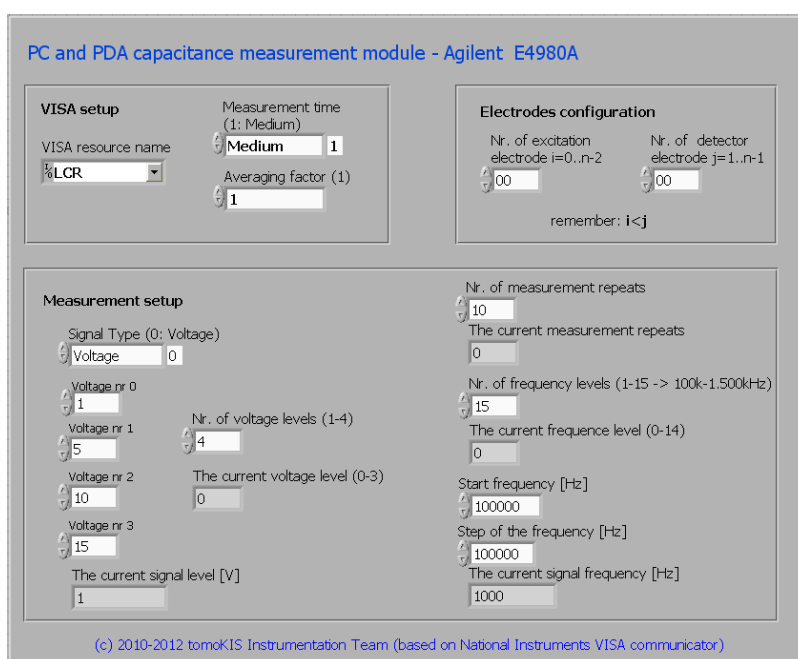 PC and PDA capacitance measurement module - Agilent E4980A
VISA setup
VISA resource name
LCR
Measurement time
(1: Medium)
Medium 1
Averaging factor (1)
1
Electrodes configuration
Nr. of excitation
electrode i=0..n-2
00
Nr. of detector
electrode j=1..n-1
00
remember: i<j
Measurement setup
Signal Type (0: Voltage)
Voltage 0
Voltage nr 0
1
Voltage nr 1
5
Voltage nr 2
10
Voltage nr 3
15
The current signal level [V]
1
Nr. of voltage levels (1-4)
4
The current voltage level (0-3)
0
Nr. of measurement repeats
10
The current measurement repeats
0
Nr. of frequency levels (1-15 -> 100k-1.500kHz)
15
The current frequence level (0-14)
0
Start frequency [Hz]
100000
Step of the frequency [Hz]
100000
The current signal frequency [Hz]
1000
(c) 2010-2012 tomoKIS Instrumentation Team (based on National Instruments VISA communicator)